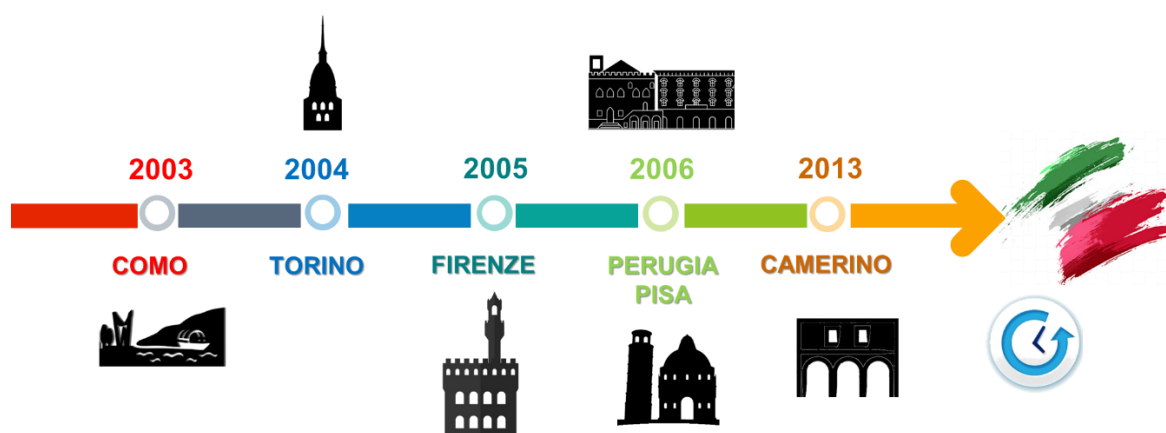 2003
2004
2005
2006
2013
COMO
TORINO
FIRENZE
PERUGIA
PISA
CAMERINO